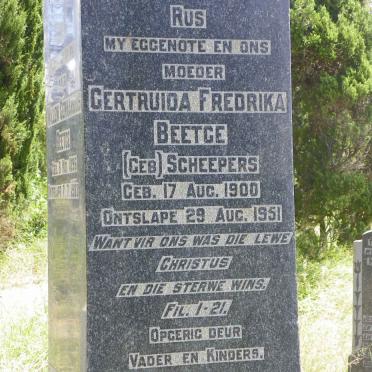 RUS
MY EGGENOTE EN ONS
MOEDER
GERTRUIDA FREDRIKA
BEETGE
(GEB) SCHEEPERS
GEB. 17 AUG. 1900
ONTSLAPE 29 AUG. 1951
WANT VIR ONS WAS DIE LEWE
CHRISTUS
EN DIE STERWE WINS.
FIL. 1-21.
OPGERIG DEUR
VADER EN KINDERS.